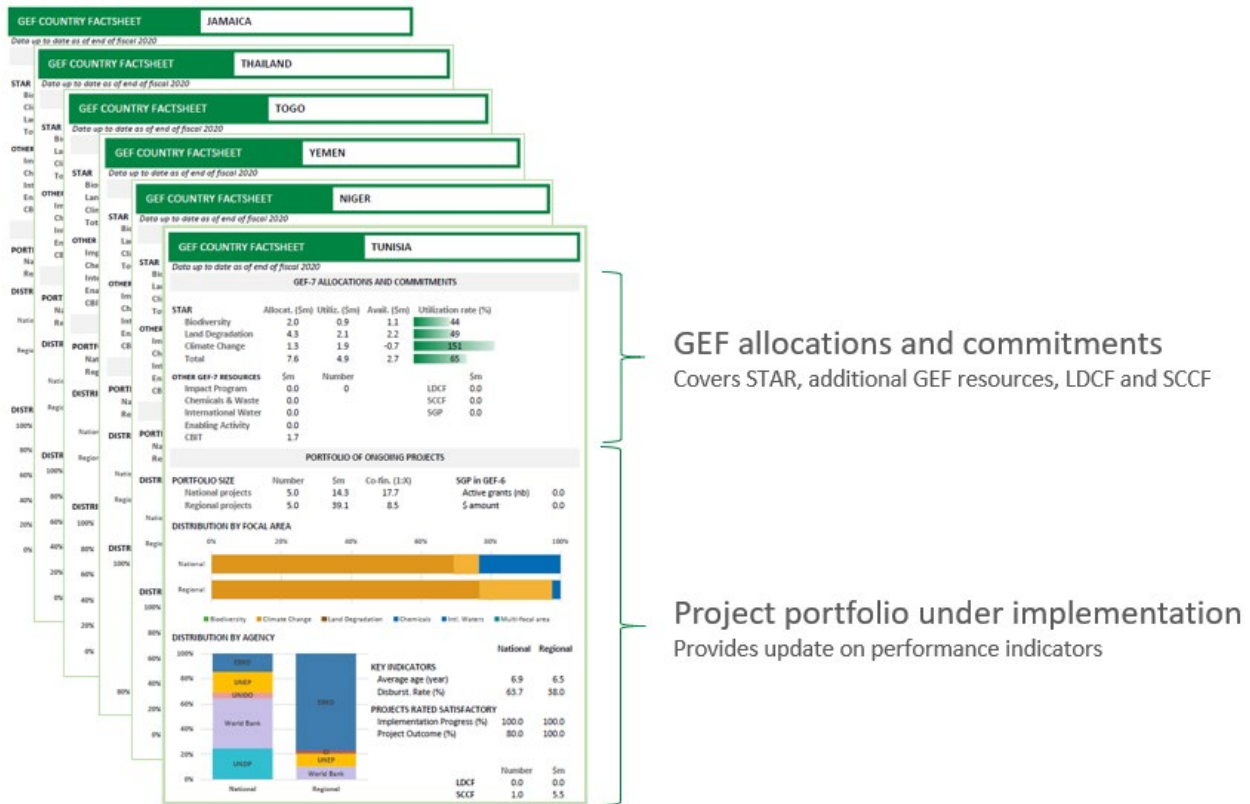 GEF COUNTRY FACTSHEET JAMAICA
Data up to date as of end of fiscal 2020
GEF COUNTRY FACTSHEET THAILAND
Data up to date as of end of fiscal 2020
GEF COUNTRY FACTSHEET TOGO
Data up to date as of end of fiscal 2020
GEF COUNTRY FACTSHEET YEMEN
Data up to date as of end of fiscal 2020
GEF COUNTRY FACTSHEET NIGER
Data up to date as of end of fiscal 2020
GEF COUNTRY FACTSHEET TUNISIA
Data up to date as of end of fiscal 2020
GEF-7 ALLOCATIONS AND COMMITMENTS
STAR Allocat. ($m) Utiliz. ($m) Avail. ($m) Utilization rate (%)
Biodiversity 2.0 0.9 1.1 44
Land Degradation 4.3 2.1 2.2 49
Climate Change 1.3 1.9 -0.7 151
Total 7.6 4.9 2.7 65
OTHER GEF-7 RESOURCES $m Number $m
Impact Program 0.0 0 LDCF 0.0
Chemicals & Waste 0.0 SCCF 0.0
International Water 0.0 SGP 0.0
Enabling Activity 0.0
CBIT 1.7
PORTFOLIO OF ONGOING PROJECTS
PORTFOLIO SIZE Number $m Co-fin. (1:X) SGP in GEF-6
National projects 5.0 14.3 17.7 Active grants (nb) 0.0
Regional projects 5.0 39.1 8.5 $ amount 0.0
DISTRIBUTION BY FOCAL AREA
0% 20% 40% 60% 80% 100%
National
Regional
Biodiversity Climate Change Land Degradation Chemicals Intl. Waters Multi-focal area
DISTRIBUTION BY AGENCY
100%
80%
60%
40%
20%
0%
EBRD
UNEP
UNIDO
World Bank
UNDP
EBRD
CI
UNEP
World Bank
National Regional
National Regional
KEY INDICATORS
Average age (year) 6.9 6.5
Disburst. Rate (%) 63.7 38.0
PROJECTS RATED SATISFACTORY
Implementation Progress (%) 100.0 100.0
Project Outcome (%) 80.0 100.0
Number $m
LDCF 0.0 0.0
SCCF 1.0 5.5
GEF allocations and commitments
Covers STAR, additional GEF resources, LDCF and SCCF
Project portfolio under implementation
Provides update on performance indicators